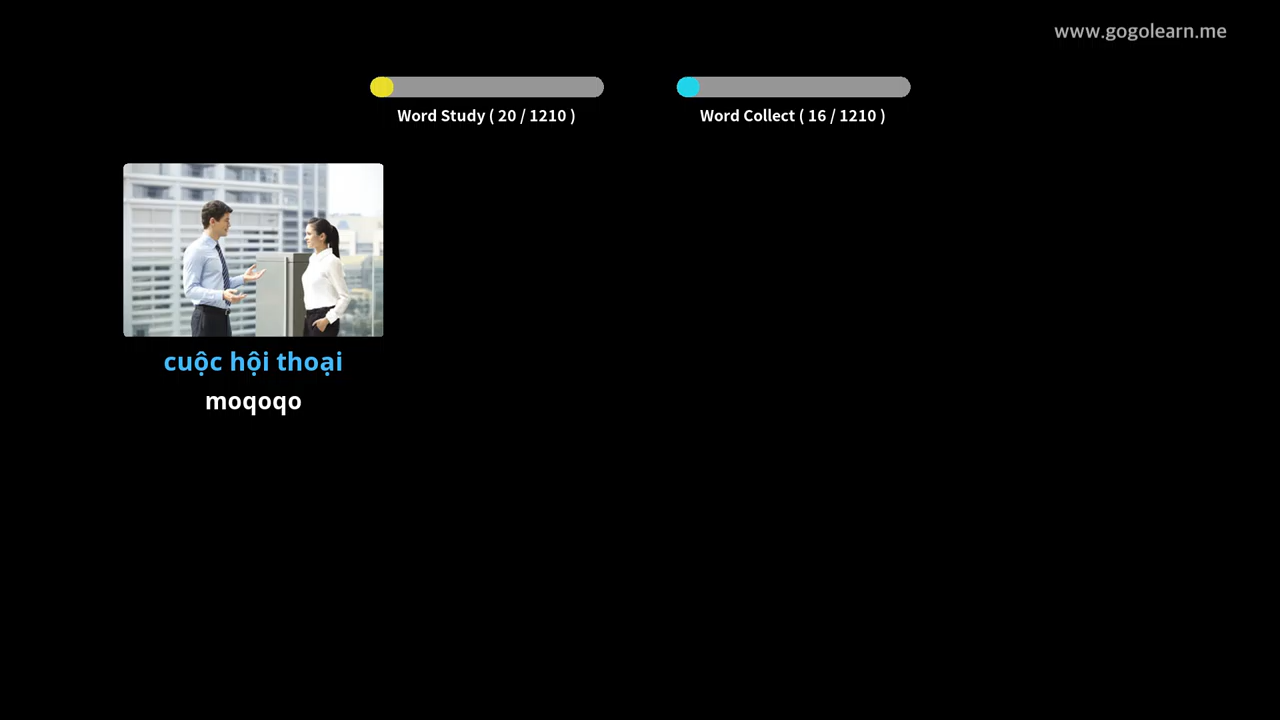 www.gogolearn.me
Word Study ( 20 / 1210 )
Word Collect ( 16 / 1210 )
cuộc hội thoại
moqoqo